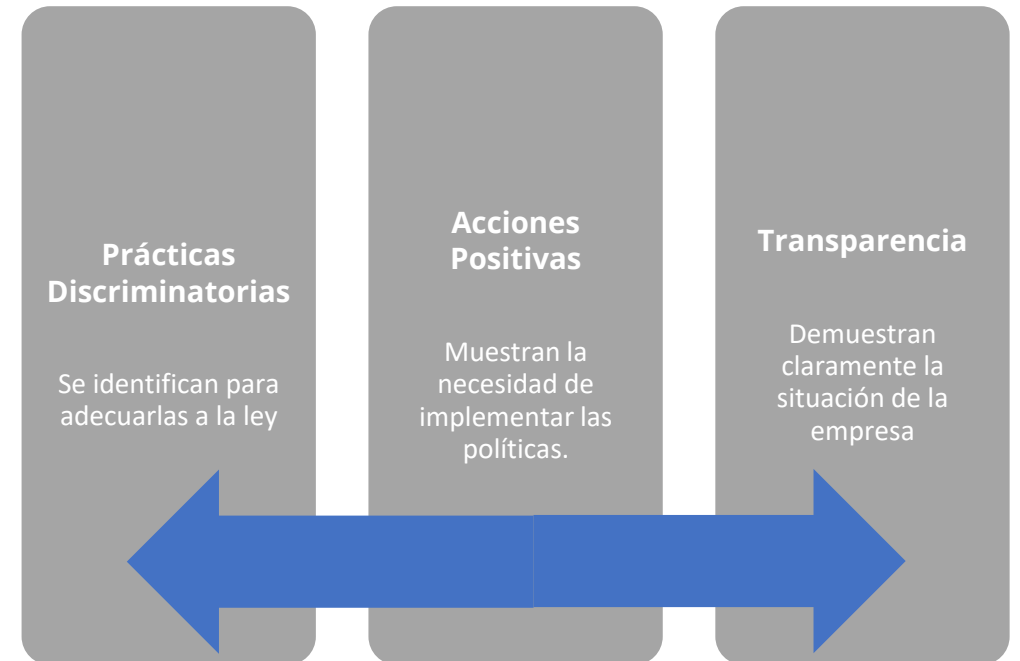 Prácticas
Discriminatorias
Se identifican para
adecuarlas a la ley
Acciones
Positivas
Muestran la
necesidad de
implementar las
políticas.
Transparencia
Demuestran
claramente la
situación de la
empresa